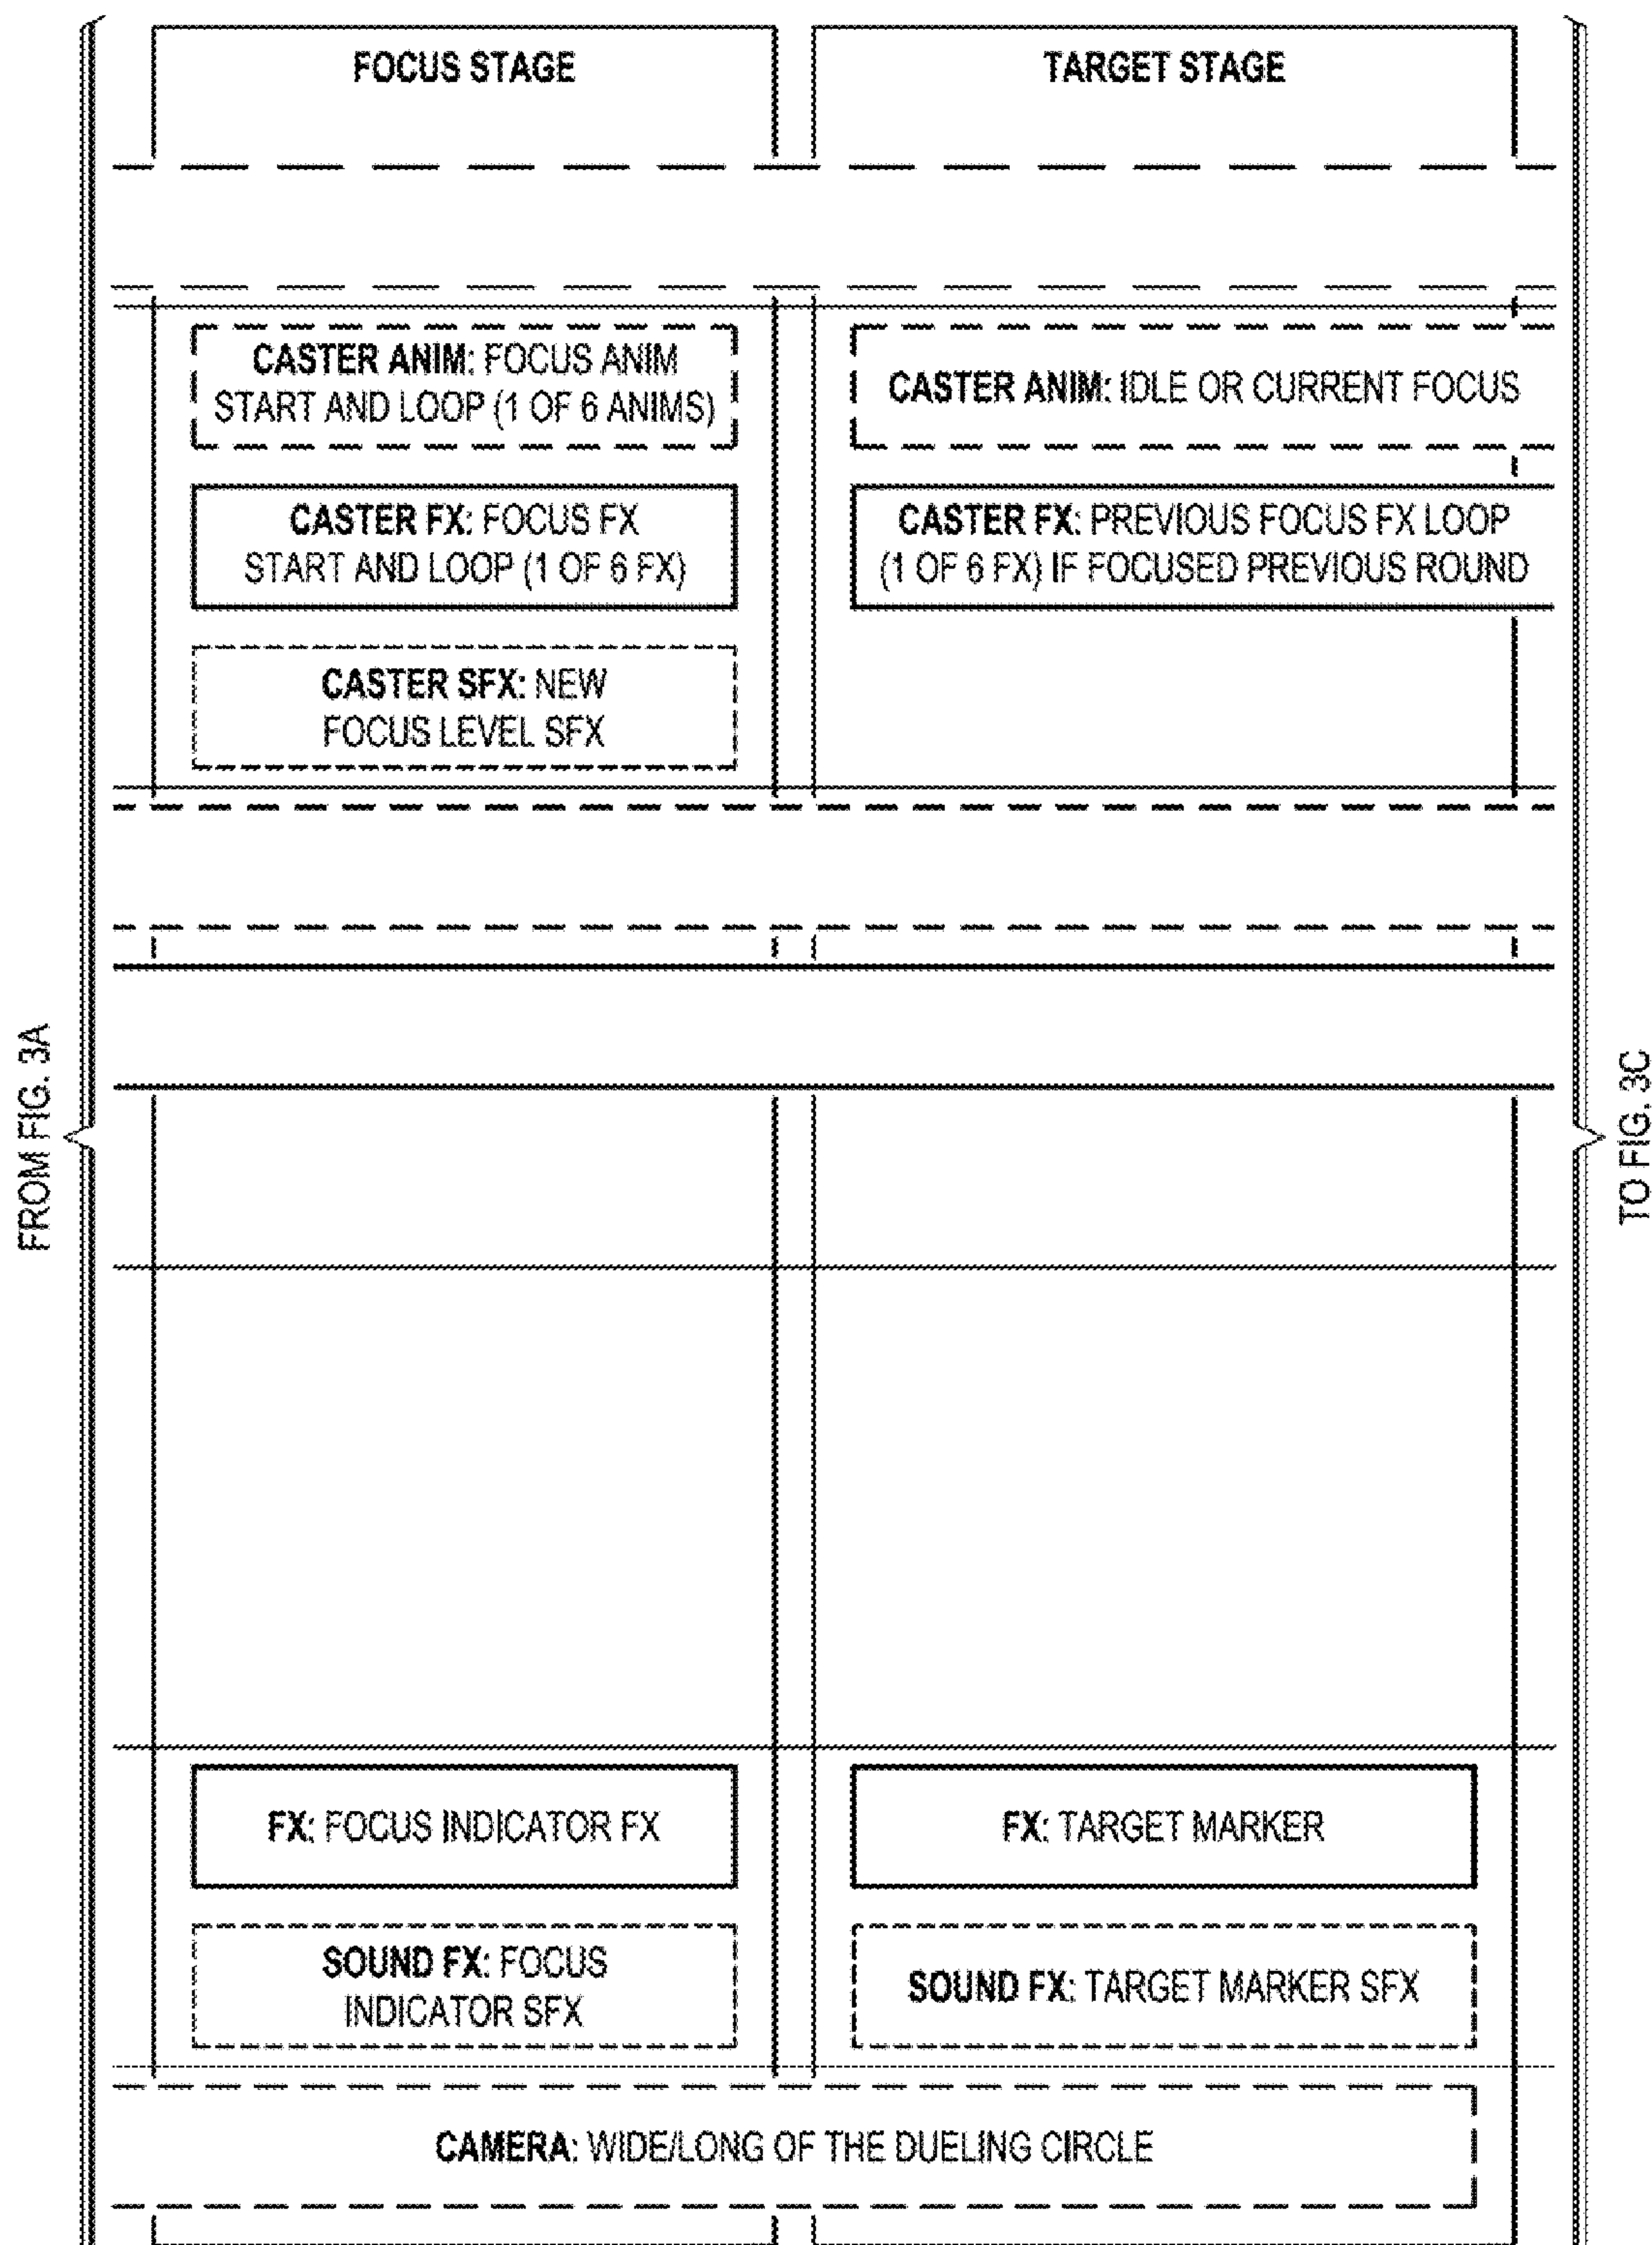 FOCUS STAGE
TARGET STAGE
CASTER ANIM: FOCUS ANIM
START AND LOOP (1 OF 6 ANIMS)
CASTER ANIM: IDLE OR CURRENT FOCUS
CASTER FX: FOCUS FX
START AND LOOP (1 OF 6 FX)
CASTER FX: PREVIOUS FOCUS FX LOOP
(1 OF 6 FX) IF FOCUSED PREVIOUS ROUND
CASTER SFX: NEW
FOCUS LEVEL SFX
FROM FIG. 3A
TO FIG. 3C
FX: FOCUS INDICATOR FX
FX: TARGET MARKER
SOUND FX: FOCUS
INDICATOR SFX
SOUND FX: TARGET MARKER SFX
CAMERA: WIDE/LONG OF THE DUELING CIRCLE